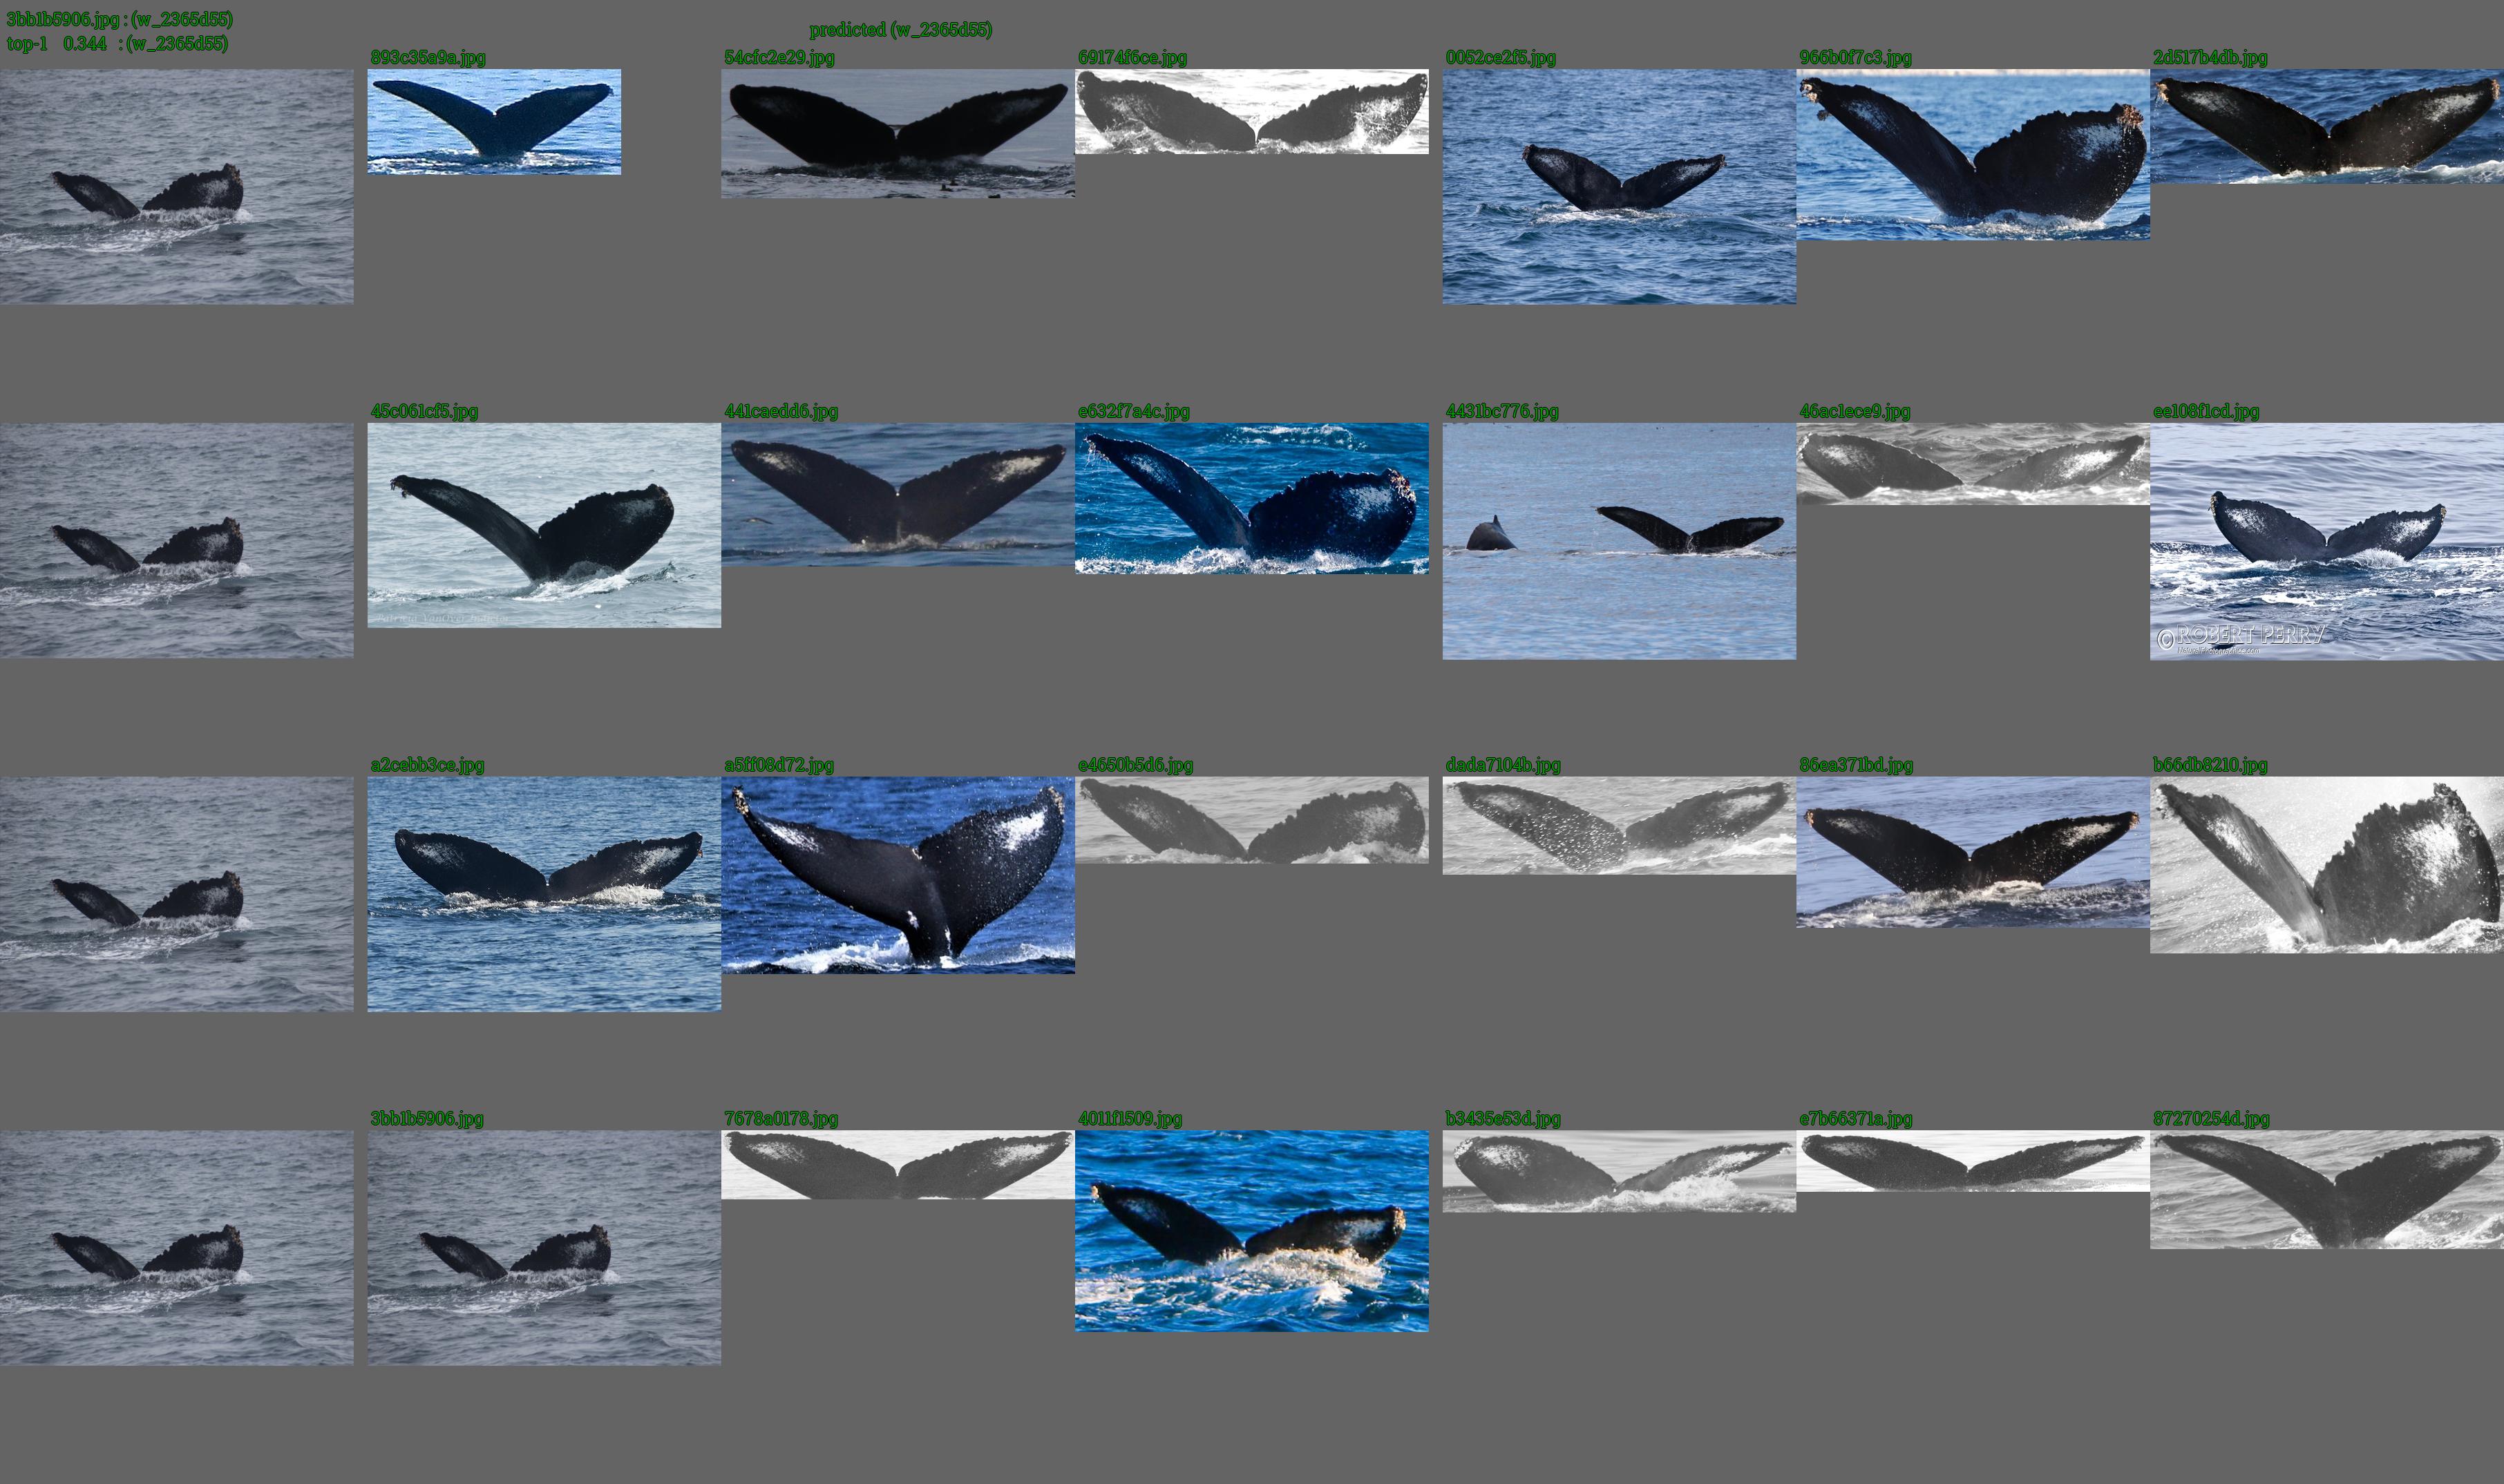 3bb1b5906.jpg : (w_2365d55)
top-1 0.344 : (w_2365d55)
predicted (w_2365d55)
893c35a9a.jpg
54cfc2e29.jpg
69174f6ce.jpg
0052ce2f5.jpg
966b0f7c3.jpg
2d517b4db.jpg
45c061cf5.jpg
441caedd6.jpg
e632f7a4c.jpg
4431bc776.jpg
46ac1ece9.jpg
ee108f1cd.jpg
© ROBERT PERRY
a2cebb3ce.jpg
a5ff08d72.jpg
e4650b5d6.jpg
dada7104b.jpg
86ea371bd.jpg
b66db8210.jpg
3bb1b5906.jpg
7678a0178.jpg
4011f1509.jpg
b3435e53d.jpg
e7b66371a.jpg
87270254d.jpg